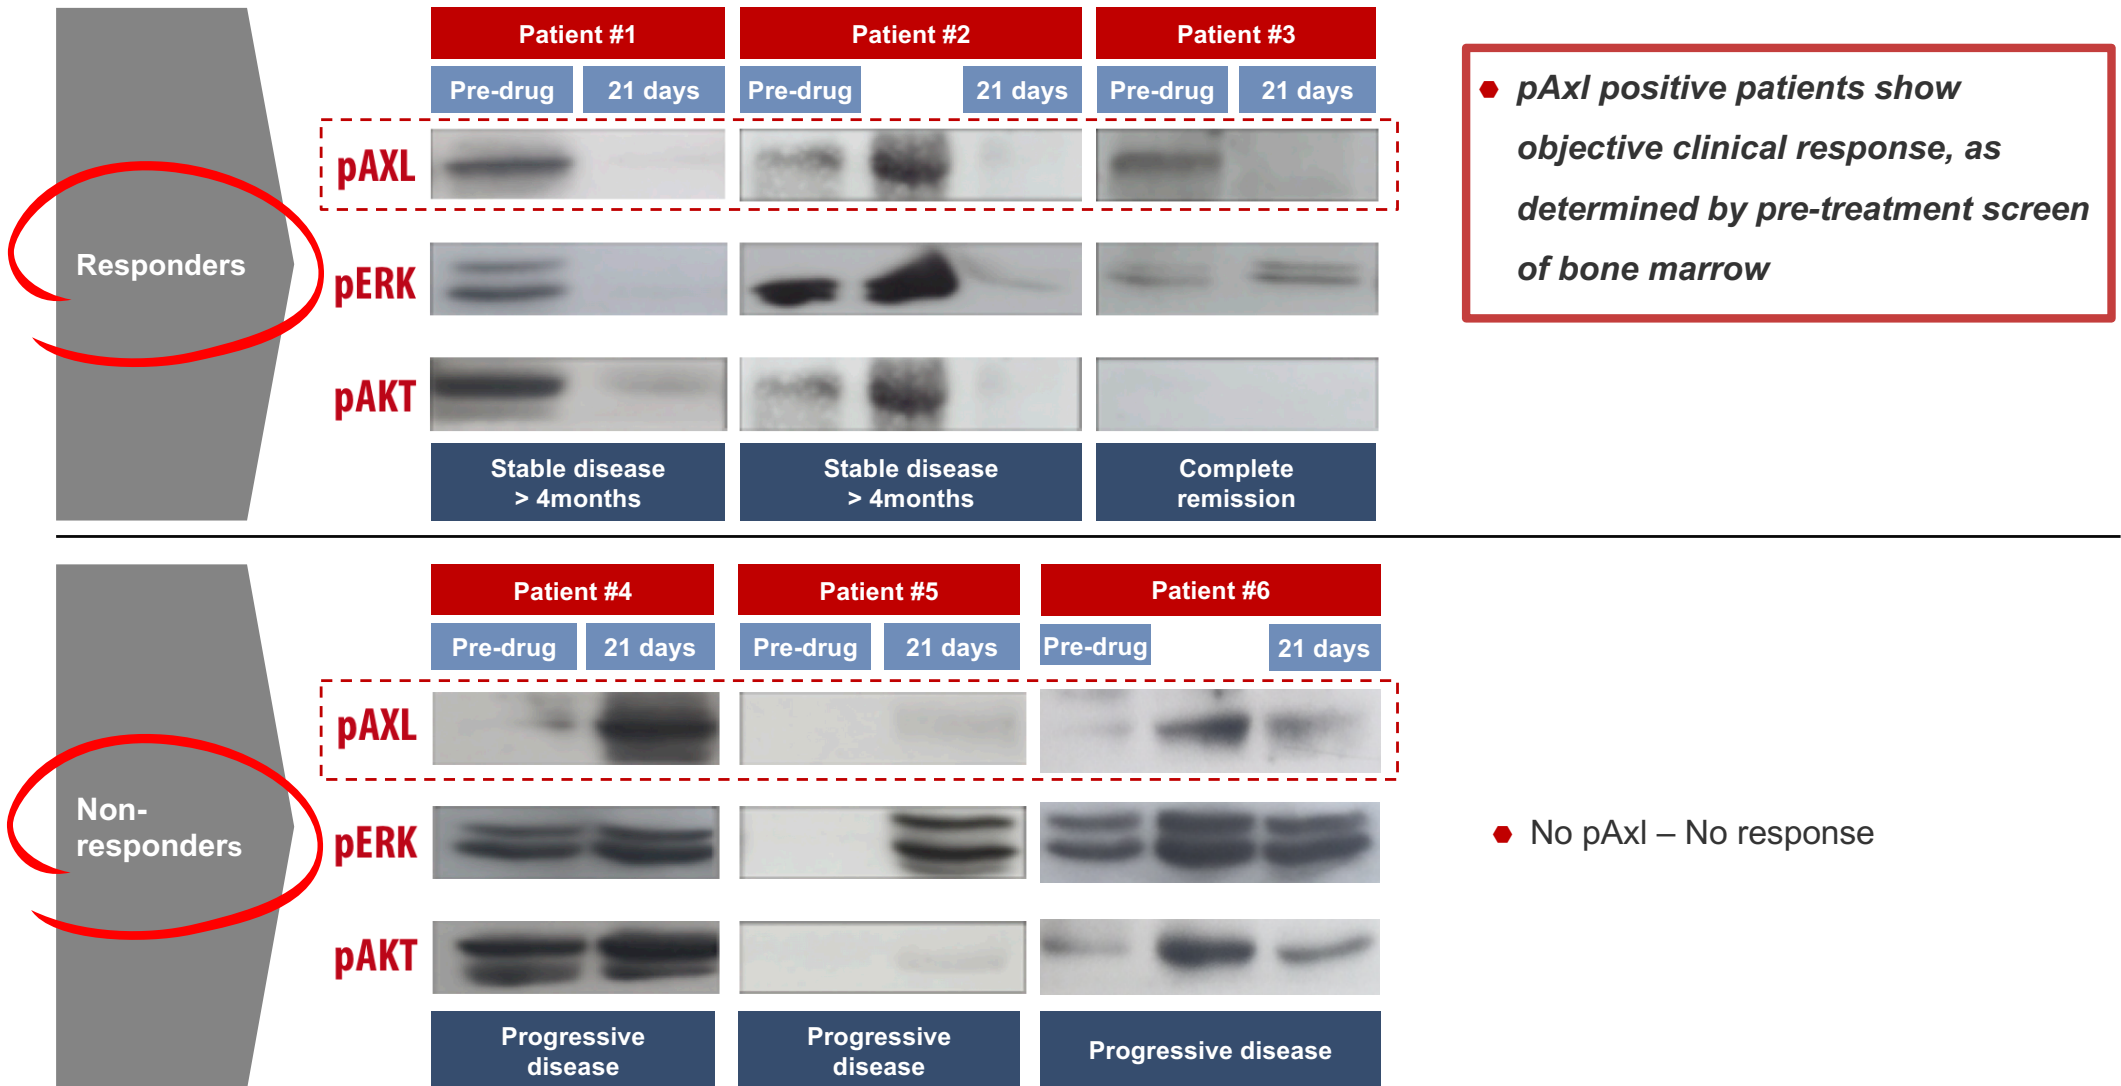 Responders
Patient #1
Patient #2
Patient #3
Pre-drug
21 days
Pre-drug
21 days
Pre-drug
21 days
pAXL
pERK
pAKT
Stable disease
> 4months
Stable disease
> 4months
Complete
remission
pAxl positive patients show
objective clinical response, as
determined by pre-treatment screen
of bone marrow
Non-
responders
Patient #4
Patient #5
Patient #6
Pre-drug
21 days
Pre-drug
21 days
Pre-drug
21 days
pAXL
pERK
pAKT
Progressive
disease
Progressive
disease
Progressive disease
No pAxl – No response